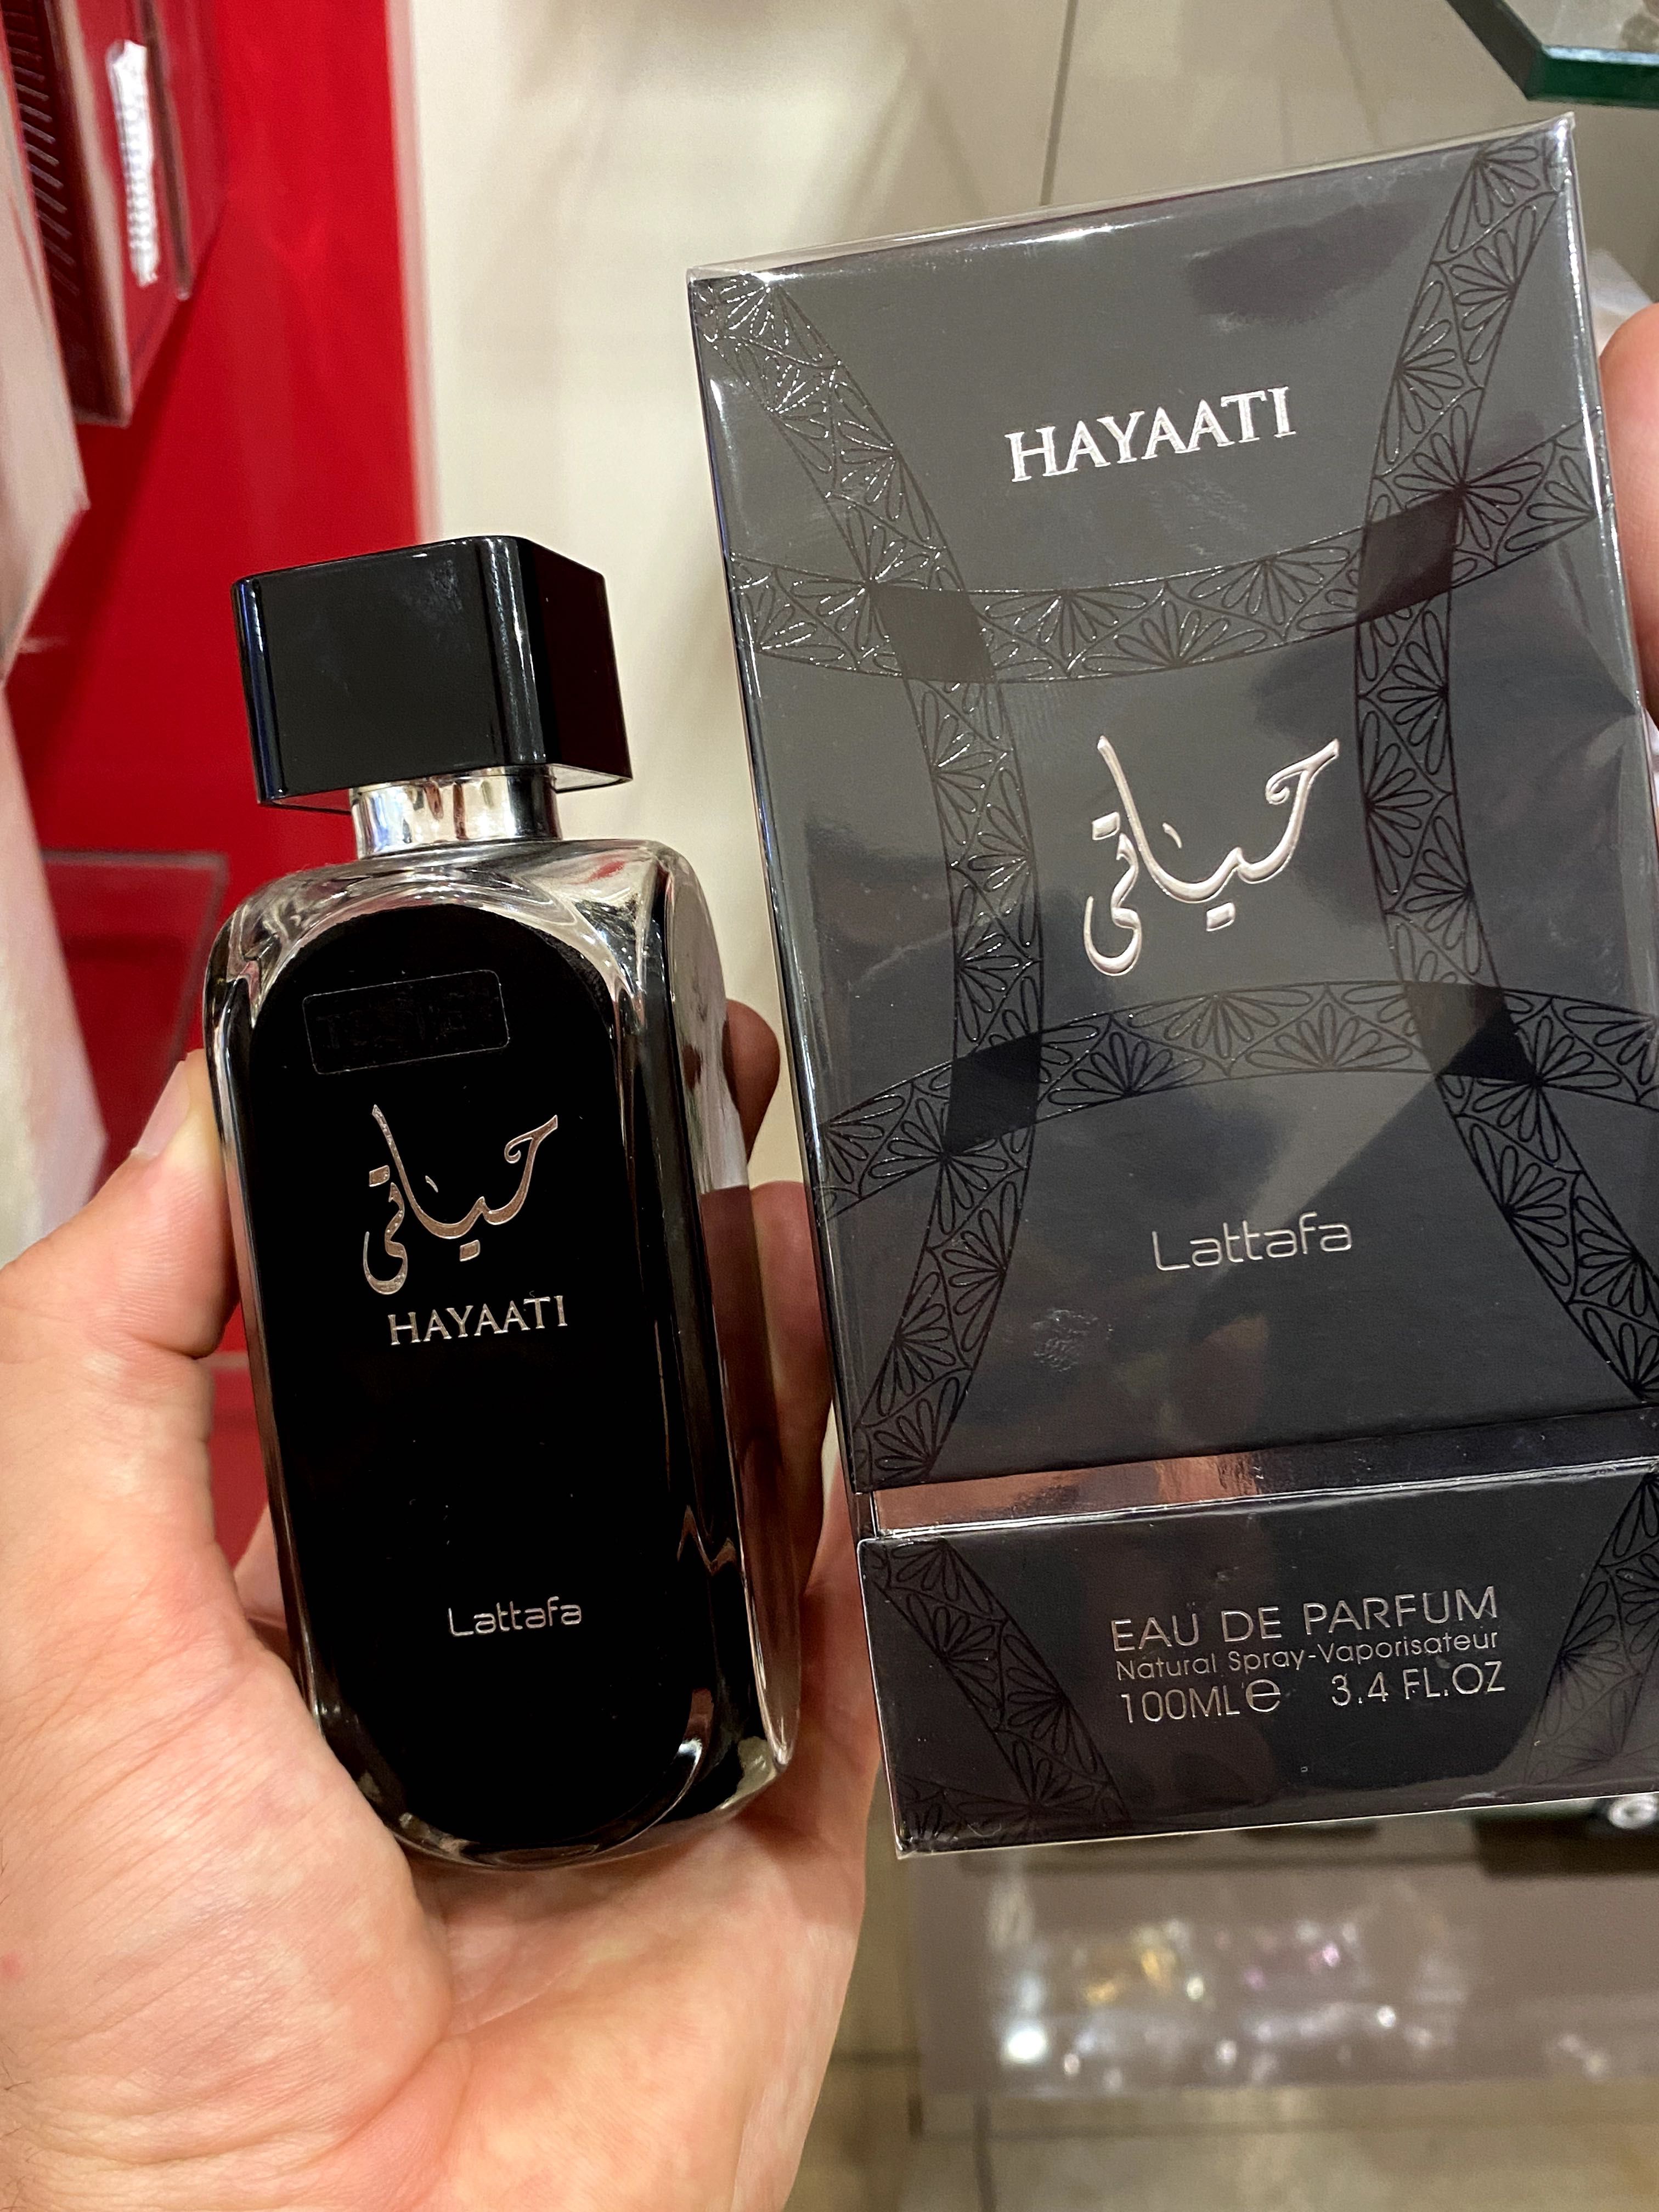 حياتي
HAYAATI
Lattafa
HAYAATI
حياتي
Lattafa
EAU DE PARFUM
Natural Spray-Vaporisateur
100ML℮ 3.4 FL.OZ